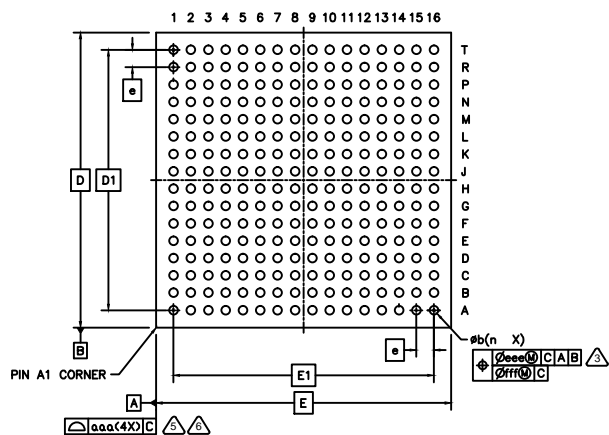 1 2 3 4 5 6 7 8 9 10 11 12 13 14 15 16
T
R
e
P
N
M
L
K
J
D D1
H
G
F
E
D
C
B
A
øb(n X)
B
e
Øeee Ⓜ C A B 3
Øfff Ⓜ C
PIN A1 CORNER
E1
A
E
aaa(4X) C 5 6